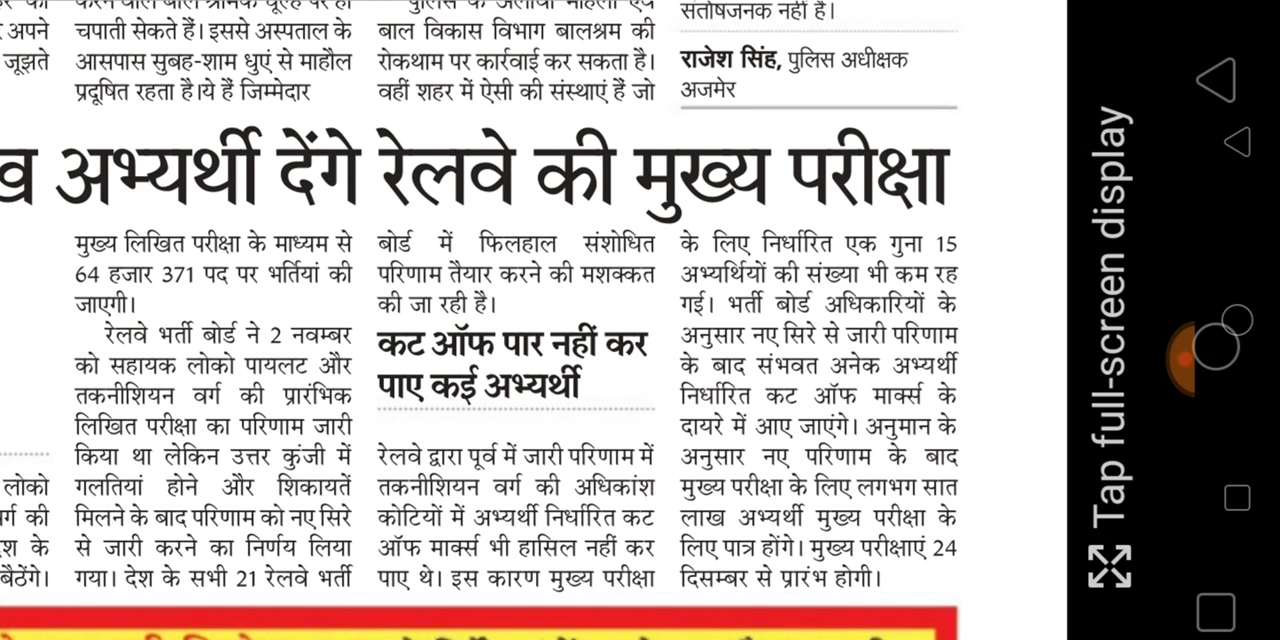 चपाती सेकते हैं। इससे अस्पताल के
आसपास सुबह-शाम धुएं से माहौल
प्रदूषित रहता है।ये हैं जिम्मेदार
बाल विकास विभाग बालश्रम की
रोकथाम पर कार्रवाई कर सकता है।
वहीं शहर में ऐसी की संस्थाएं हैं जो
संतोषजनक नहीं है।
राजेश सिंह, पुलिस अधीक्षक
अजमेर
अपने
जूझते
अभ्यर्थी देंगे रेलवे की मुख्य परीक्षा
लोको
की
के
बैठेंगे।
मुख्य लिखित परीक्षा के माध्यम से
64 हजार 371 पद पर भर्तियां की
जाएगी।
रेलवे भर्ती बोर्ड ने 2 नवम्बर
को सहायक लोको पायलट और
तकनीशियन वर्ग की प्रारंभिक
लिखित परीक्षा का परिणाम जारी
किया था लेकिन उत्तर कुंजी में
गलतियां होने और शिकायतें
मिलने के बाद परिणाम को नए सिरे
से जारी करने का निर्णय लिया
गया। देश के सभी 21 रेलवे भर्ती
बोर्ड में फिलहाल संशोधित
परिणाम तैयार करने की मशक्कत
की जा रही है।
कट ऑफ पार नहीं कर
पाए कई अभ्यर्थी
रेलवे द्वारा पूर्व में जारी परिणाम में
तकनीशियन वर्ग की अधिकांश
कोटियों में अभ्यर्थी निर्धारित कट
ऑफ मार्क्स भी हासिल नहीं कर
पाए थे। इस कारण मुख्य परीक्षा
के लिए निर्धारित एक गुना 15
अभ्यर्थियों की संख्या भी कम रह
गई। भर्ती बोर्ड अधिकारियों के
अनुसार नए सिरे से जारी परिणाम
के बाद संभवत अनेक अभ्यर्थी
निर्धारित कट ऑफ मार्क्स के
दायरे में आए जाएंगे। अनुमान के
अनुसार नए परिणाम के बाद
मुख्य परीक्षा के लिए लगभग सात
लाख अभ्यर्थी मुख्य परीक्षा के
लिए पात्र होंगे। मुख्य परीक्षाएं 24
दिसम्बर से प्रारंभ होगी।
Tap full-screen display